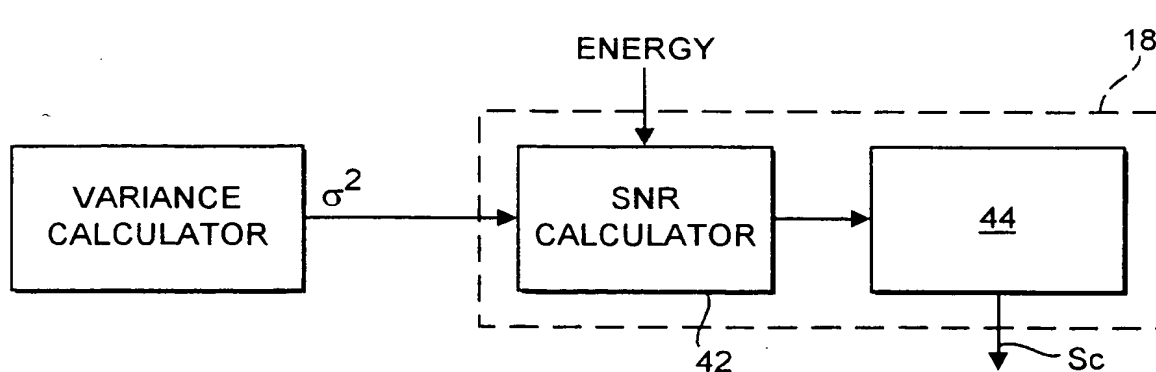 18
ENERGY
VARIANCE
CALCULATOR
σ²
SNR
CALCULATOR
44
42
Sc